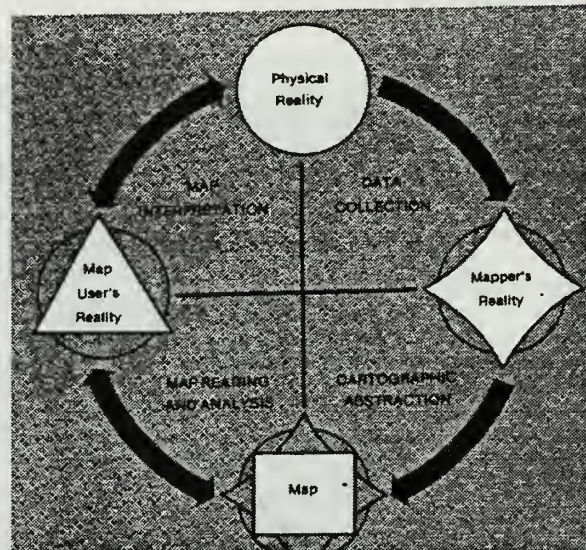 Physical
Reality
MAP
INTERPRETATION
DATA
COLLECTION
Map
User's
Reality
Mapper's
Reality
MAP READING
AND ANALYSIS
CARTOGRAPHIC
ABSTRACTION
Map